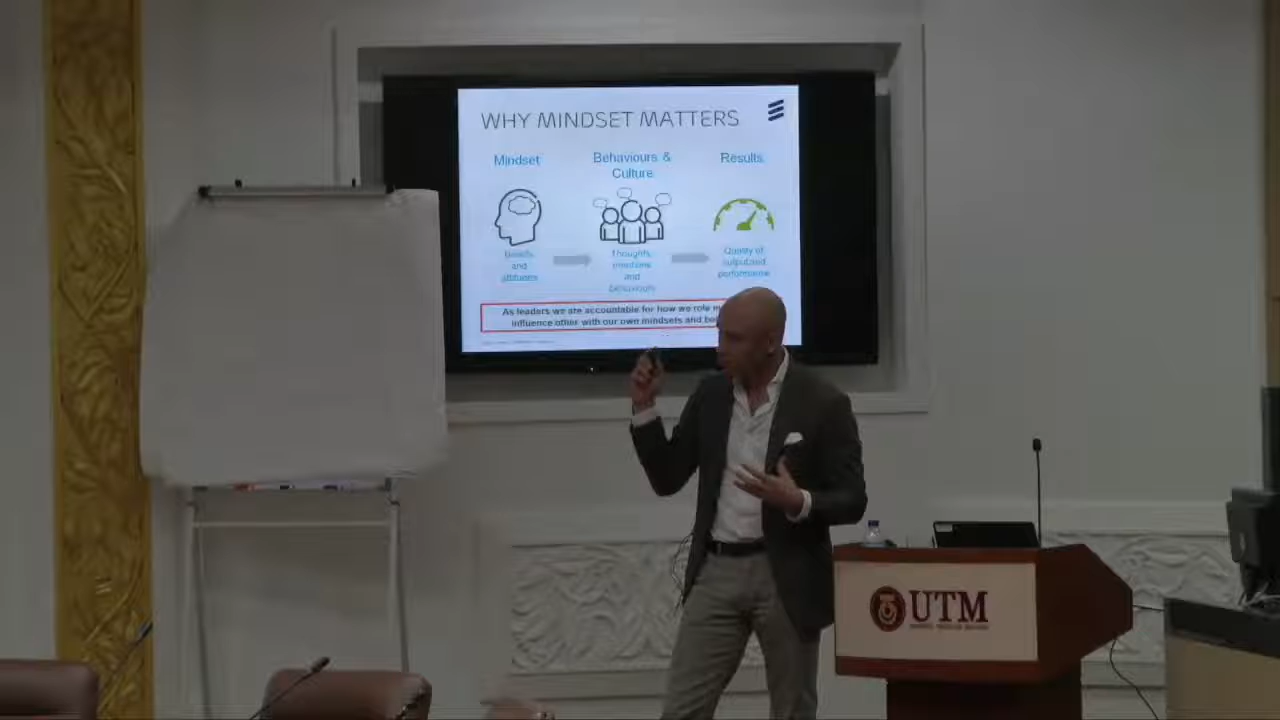 WHY MINDSET MATTERS
Mindset
Behaviours &
Culture
Results
Beliefs
and
attitudes
Thoughts,
emotions
and
behaviours
Quality of
output and
performance
As leaders we are accountable for how we role
influence other with our own mindsets and
UTM